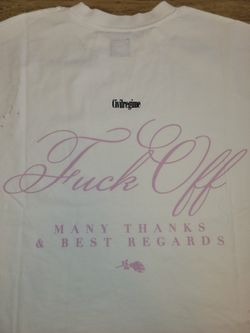 Civilregime
Fuck Off
MANY THANKS
& BEST REGARDS